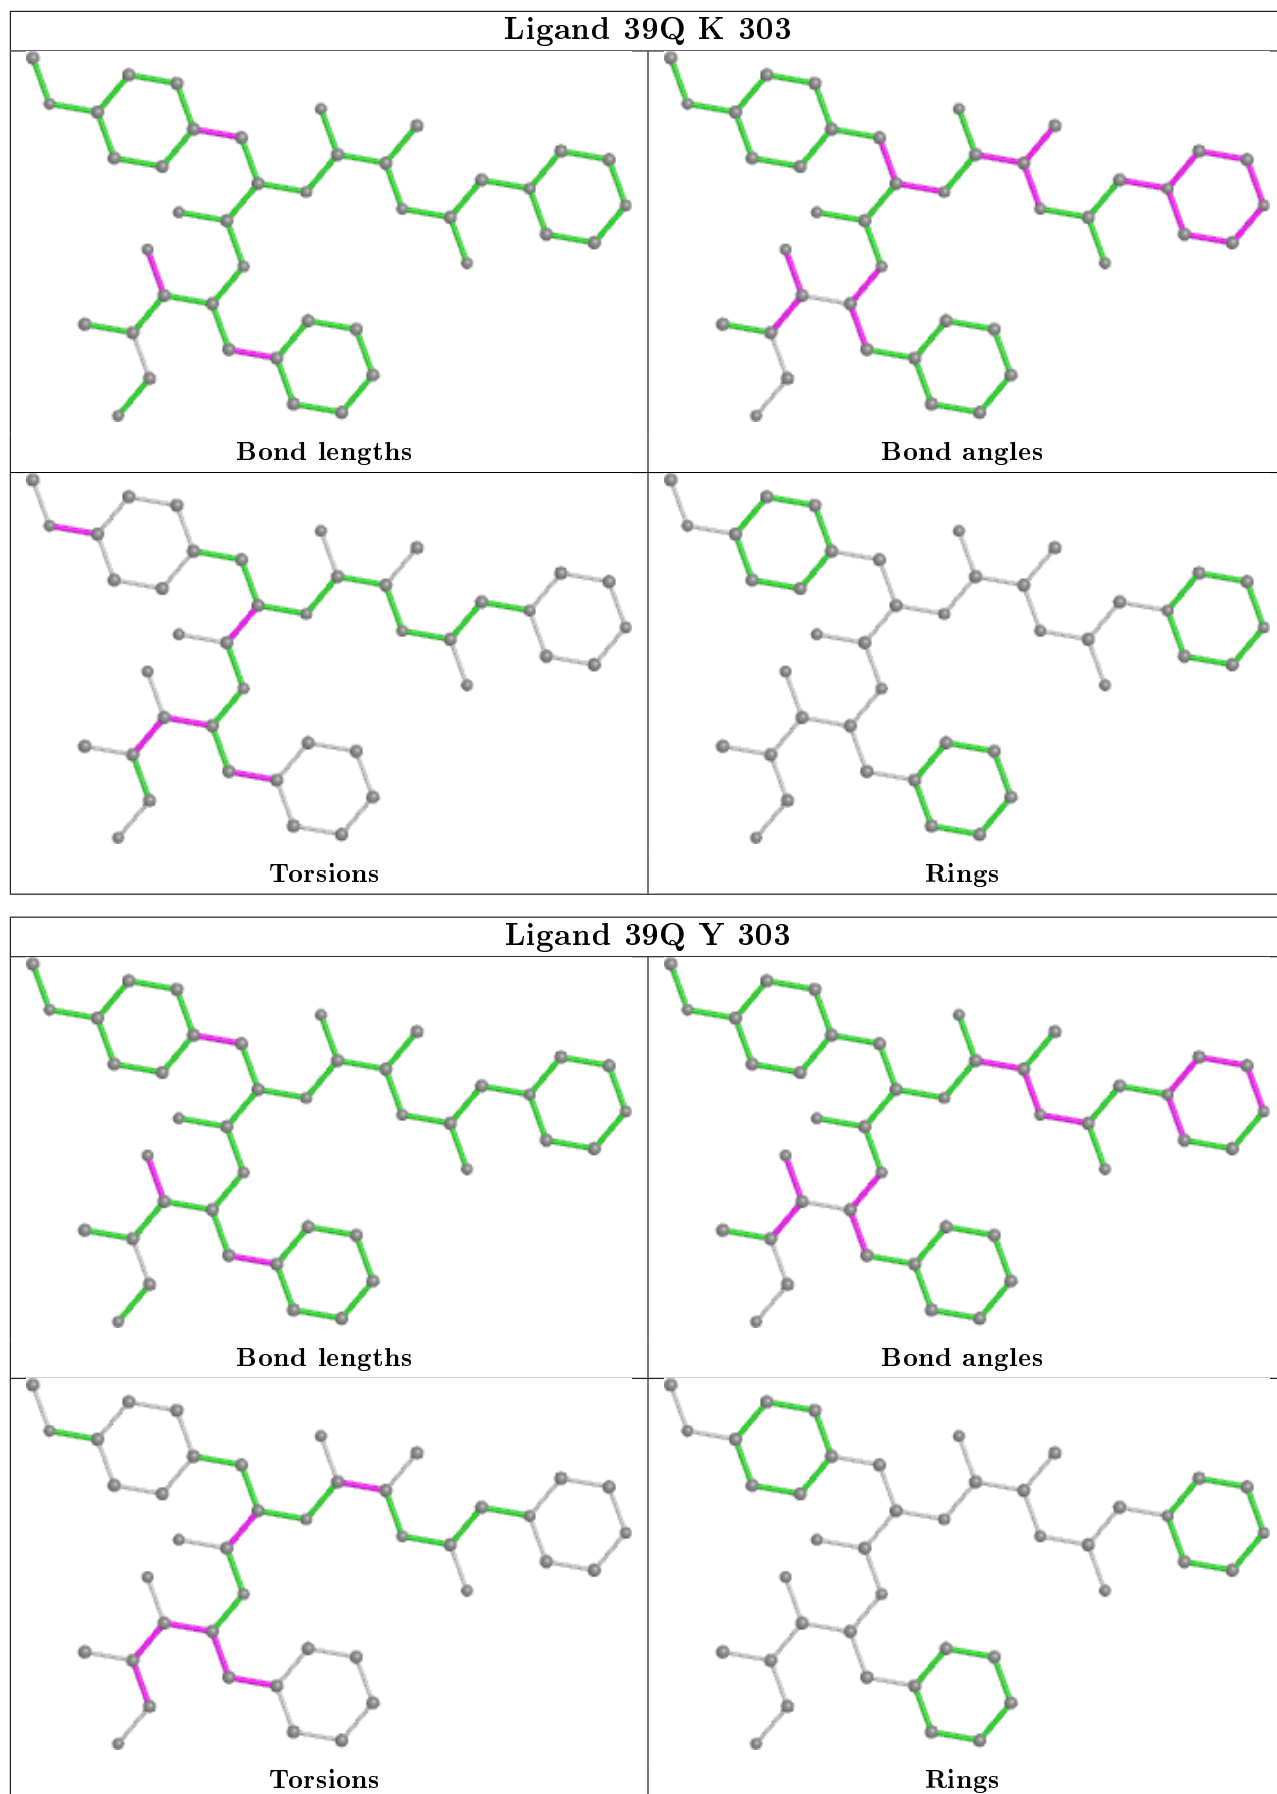 Ligand 39Q K 303
Bond lengths
Bond angles
Torsions
Rings
Ligand 39Q Y 303
Bond lengths
Bond angles
Torsions
Rings